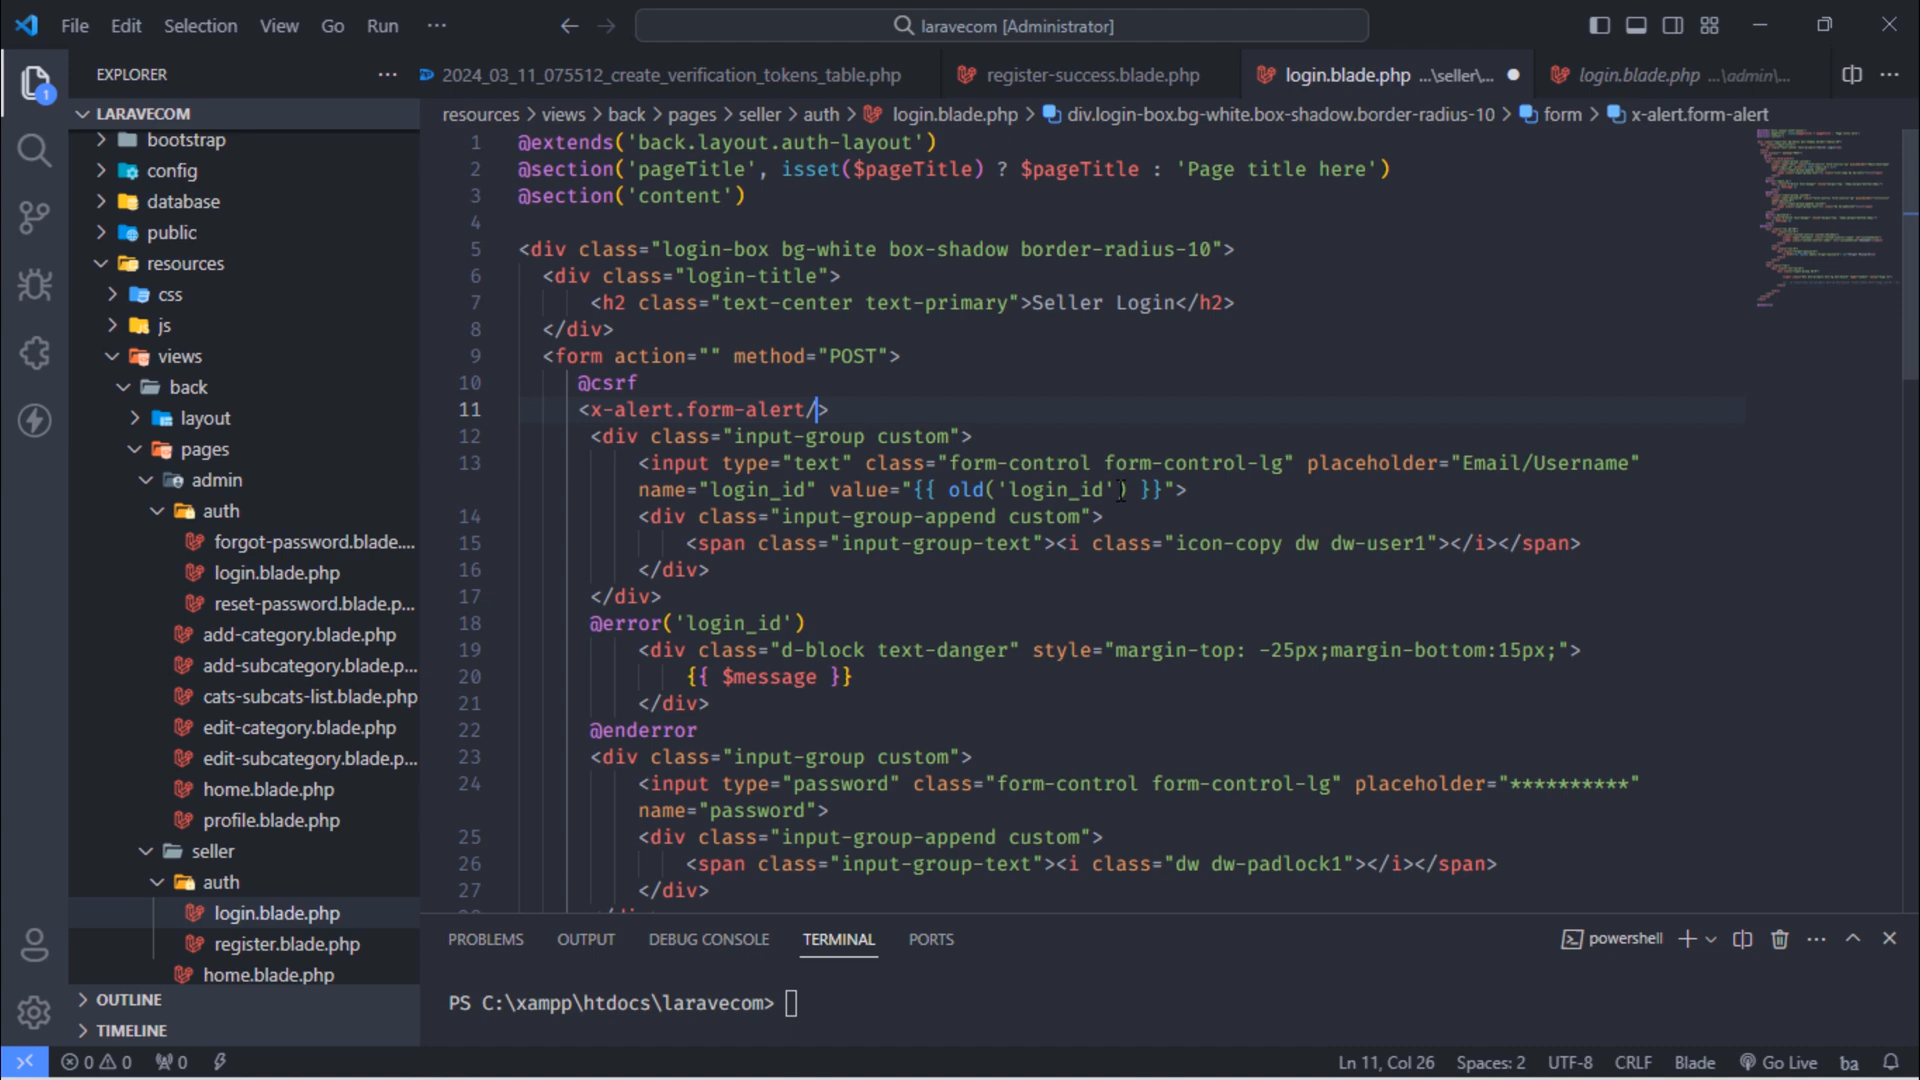 File Edit Selection View Go Run ···
laravecom [Administrator]
EXPLORER ···
2024_03_11_075512_create_verification_tokens_table.php
register-success.blade.php
login.blade.php ...\seller\...
login.blade.php ...\admin\...
resources > views > back > pages > seller > auth > login.blade.php > div.login-box.bg-white.box-shadow.border-radius-10 > form > x-alert.form-alert
LARAVECOM
bootstrap
config
database
public
resources
css
js
views
back
layout
pages
admin
auth
forgot-password.blade....
login.blade.php
reset-password.blade.p...
add-category.blade.php
add-subcategory.blade.p...
cats-subcats-list.blade.php
edit-category.blade.php
edit-subcategory.blade.p...
home.blade.php
profile.blade.php
seller
auth
login.blade.php
register.blade.php
home.blade.php
OUTLINE
TIMELINE
1 @extends('back.layout.auth-layout')
2 @section('pageTitle', isset($pageTitle) ? $pageTitle : 'Page title here')
3 @section('content')
4
5 <div class="login-box bg-white box-shadow border-radius-10">
6 <div class="login-title">
7 <h2 class="text-center text-primary">Seller Login</h2>
8 </div>
9 <form action="" method="POST">
10 @csrf
11 <x-alert.form-alert/>
12 <div class="input-group custom">
13 <input type="text" class="form-control form-control-lg" placeholder="Email/Username"
name="login_id" value="{{ old('login_id') }}">
14 <div class="input-group-append custom">
15 <span class="input-group-text"><i class="icon-copy dw dw-user1"></i></span>
16 </div>
17 </div>
18 @error('login_id')
19 <div class="d-block text-danger" style="margin-top: -25px;margin-bottom:15px;">
20 {{ $message }}
21 </div>
22 @enderror
23 <div class="input-group custom">
24 <input type="password" class="form-control form-control-lg" placeholder="**********"
name="password">
25 <div class="input-group-append custom">
26 <span class="input-group-text"><i class="dw dw-padlock1"></i></span>
27 </div>
PROBLEMS OUTPUT DEBUG CONSOLE TERMINAL PORTS
powershell
PS C:\xampp\htdocs\laravecom>
1
0 0 0
Ln 11, Col 26 Spaces: 2 UTF-8 CRLF Blade Go Live ba